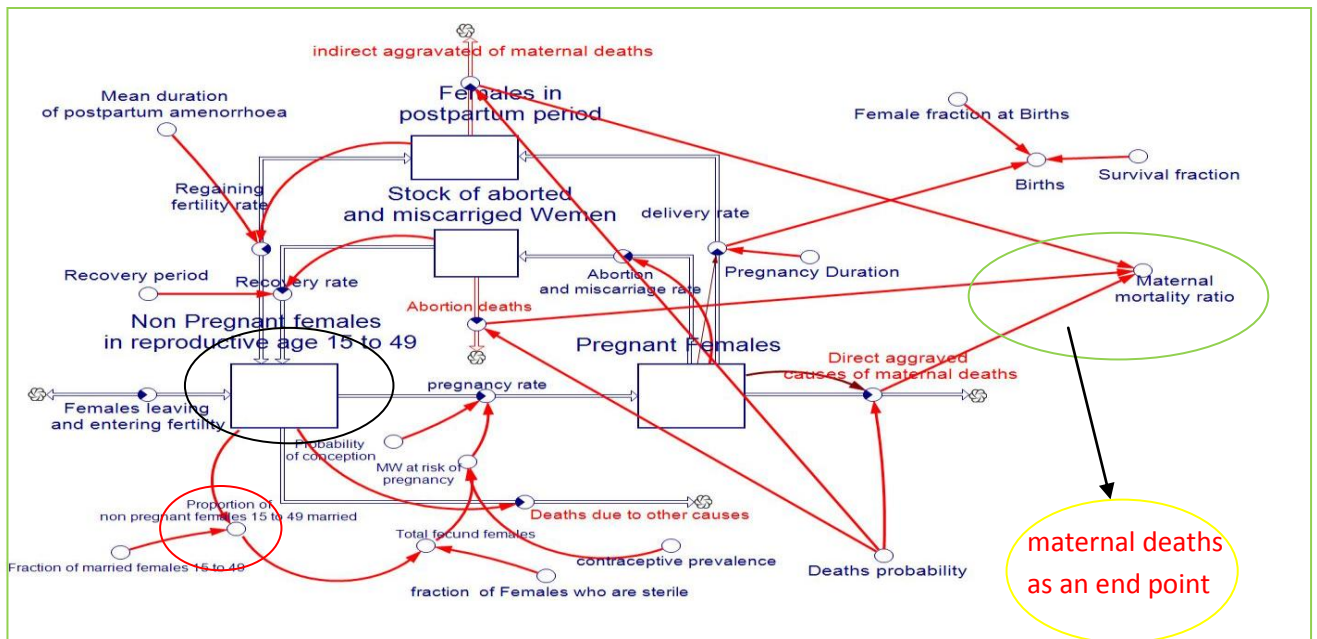 indirect aggravated of maternal deaths
Mean duration
of postpartum amenorrhoea
Females in
postpartum period
Female fraction at Births
Births
Survival fraction
Regaining
fertility rate
Stock of aborted
and miscarriged Wemen
delivery rate
Recovery period
Recovery rate
Abortion
and miscarriage rate
Pregnancy Duration
Maternal
mortality ratio
Abortion deaths
Non Pregnant females
in reproductive age 15 to 49
Pregnant Females
Direct aggrayed
causes of maternal deaths
pregnancy rate
Females leaving
and entering fertility
Probability
of conception
MW at risk of
pregnancy
Proportion of
non pregnant females 15 to 49 married
Deaths due to other causes
Total fecund females
Fraction of married females 15 to 49
contraceptive prevalence
fraction of Females who are sterile
Deaths probability
maternal deaths
as an end point